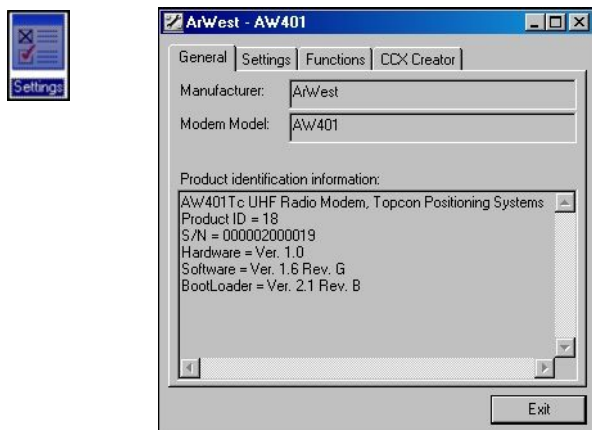 Settings
ArWest - AW401
General Settings Functions CCX Creator
Manufacturer: ArWest
Modem Model: AW401
Product identification information:
AW401Tc UHF Radio Modem, Topcon Positioning Systems
Product ID = 18
S/N = 000002000019
Hardware = Ver. 1.0
Software = Ver. 1.6 Rev. G
BootLoader = Ver. 2.1 Rev. B
Exit